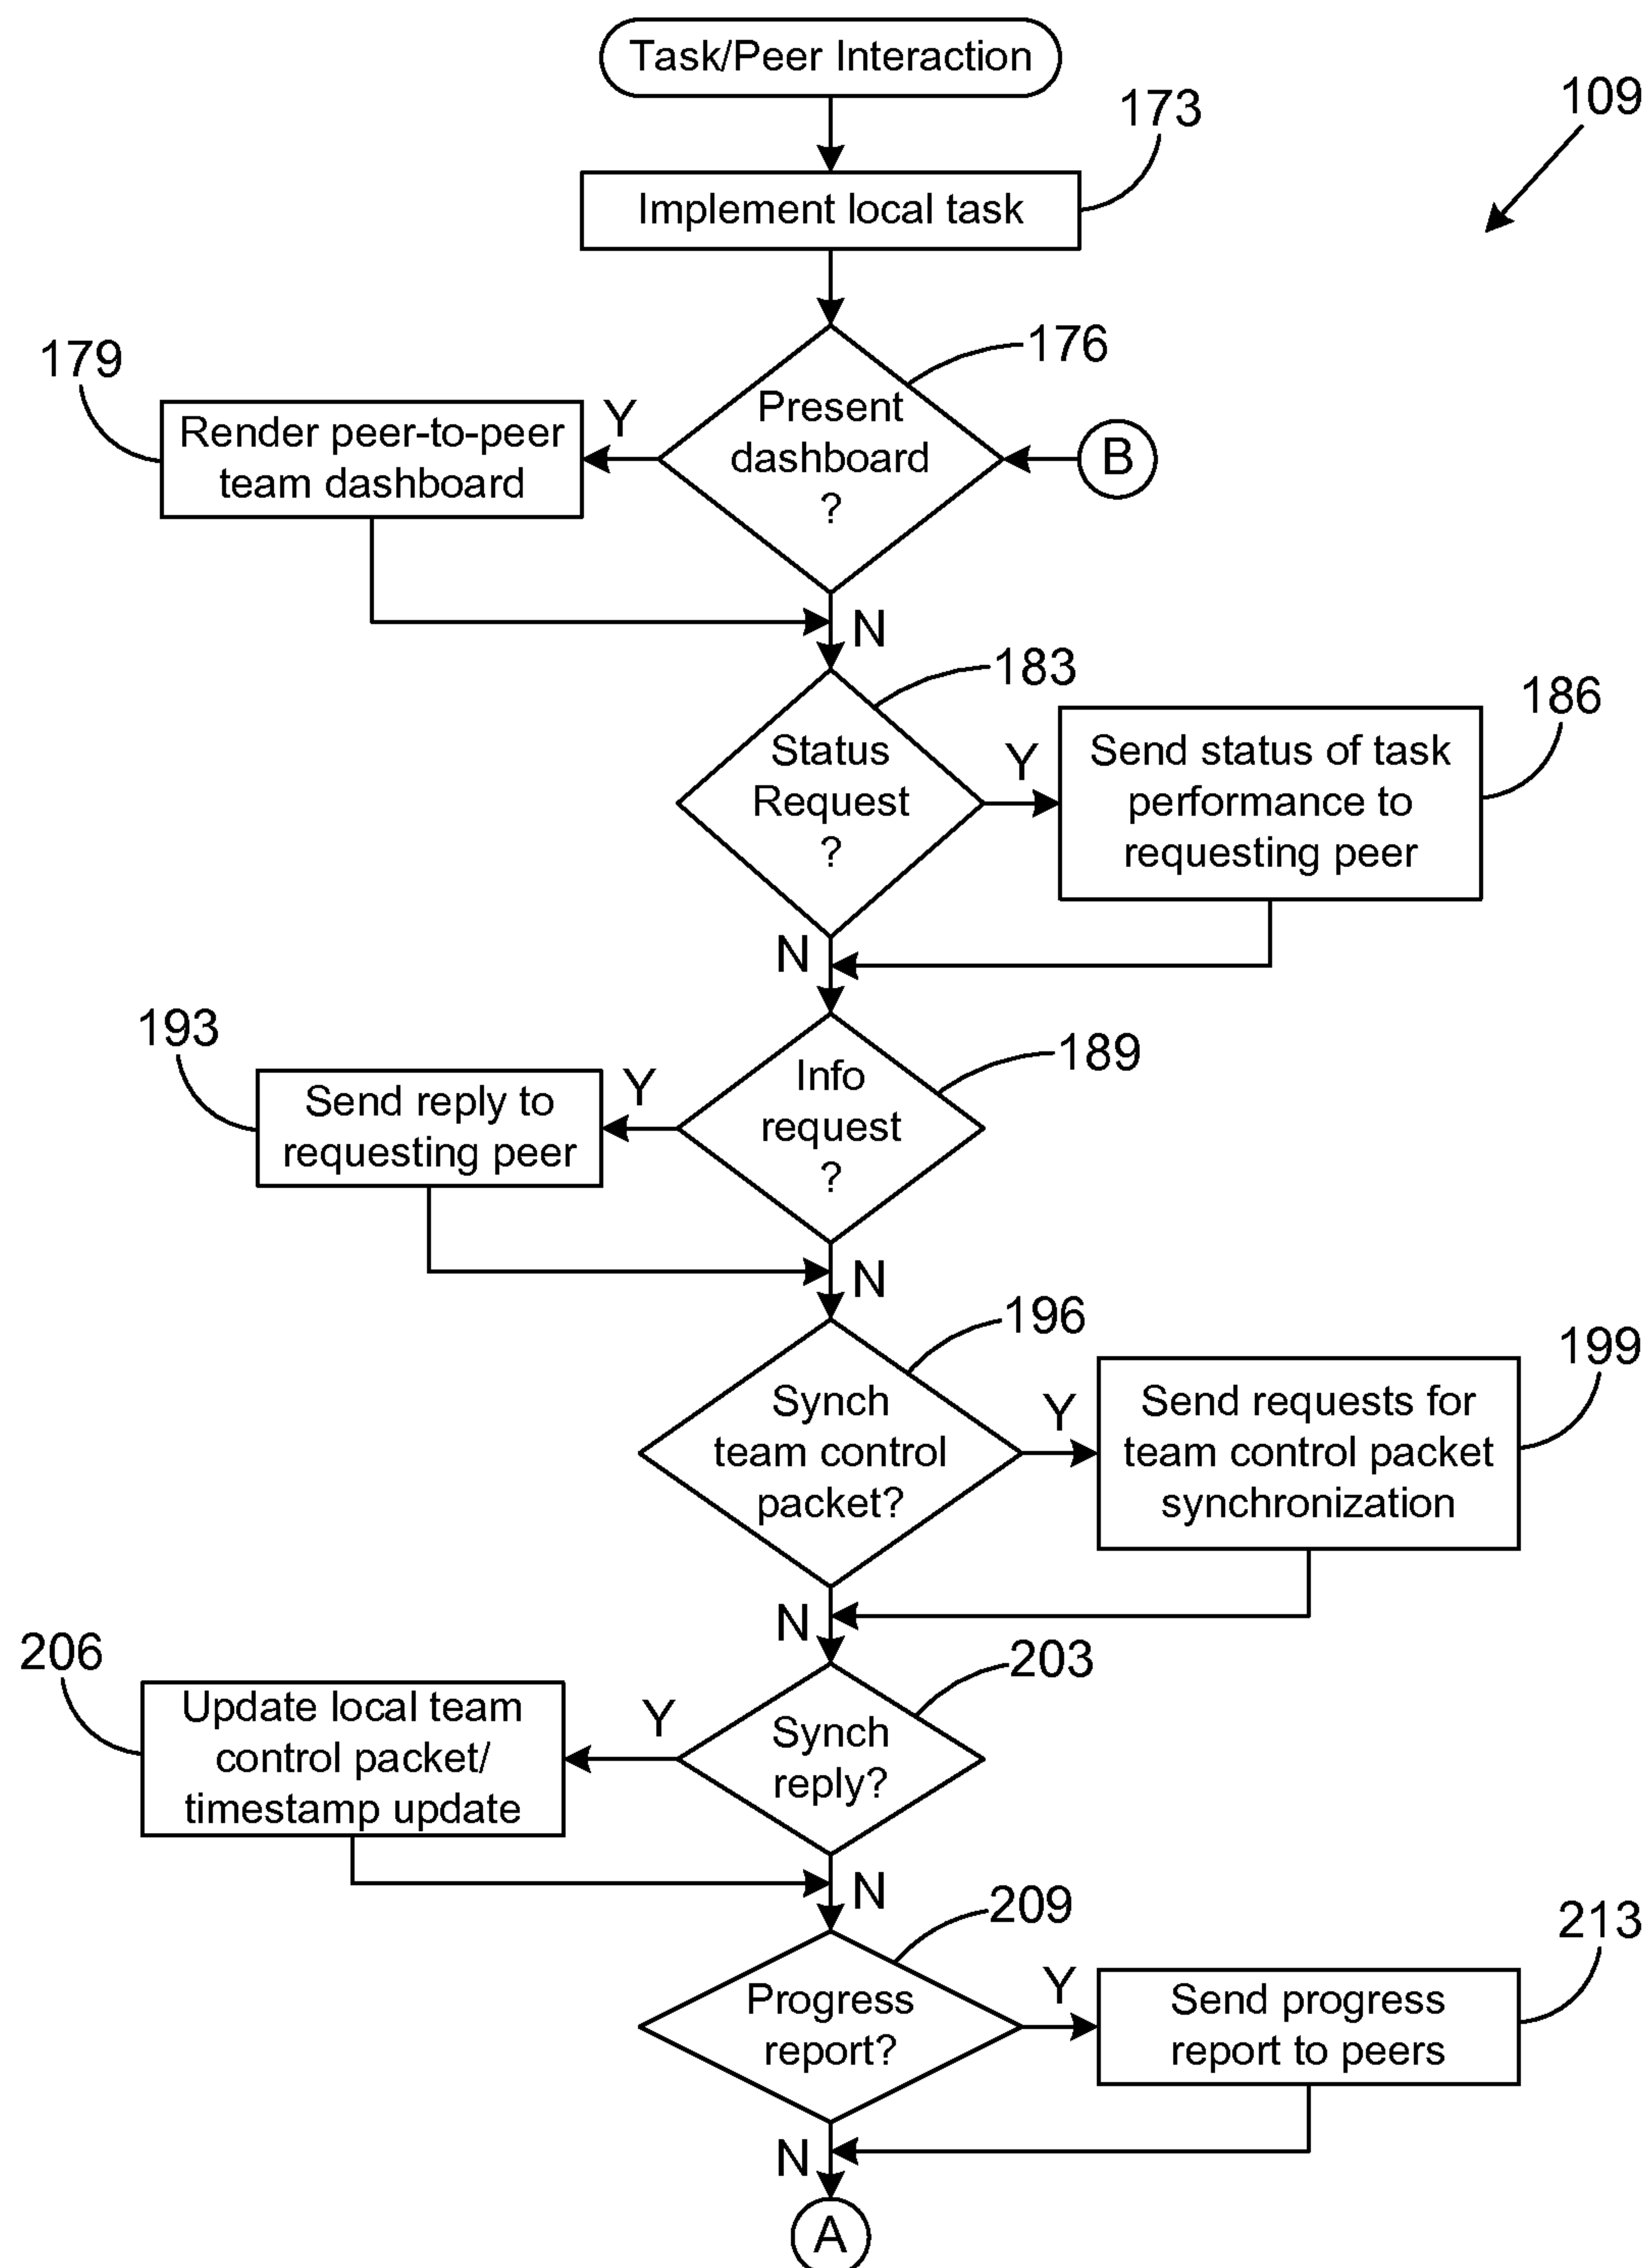 Task/Peer Interaction
109
173
Implement local task
176
179
Present
dashboard
?
Y
Render peer-to-peer
team dashboard
B
N
183
186
Status
Request
?
Y
Send status of task
performance to
requesting peer
N
193
189
Info
request
?
Y
Send reply to
requesting peer
N
196
199
Synch
team control
packet?
Y
Send requests for
team control packet
synchronization
N
206
203
Synch
reply?
Y
Update local team
control packet/
timestamp update
N
209
213
Progress
report?
Y
Send progress
report to peers
N
A